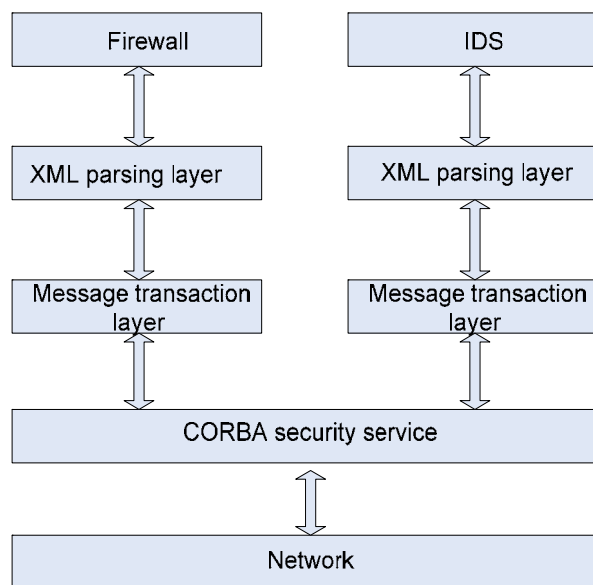 Firewall
IDS
XML parsing layer
XML parsing layer
Message transaction
layer
Message transaction
layer
CORBA security service
Network